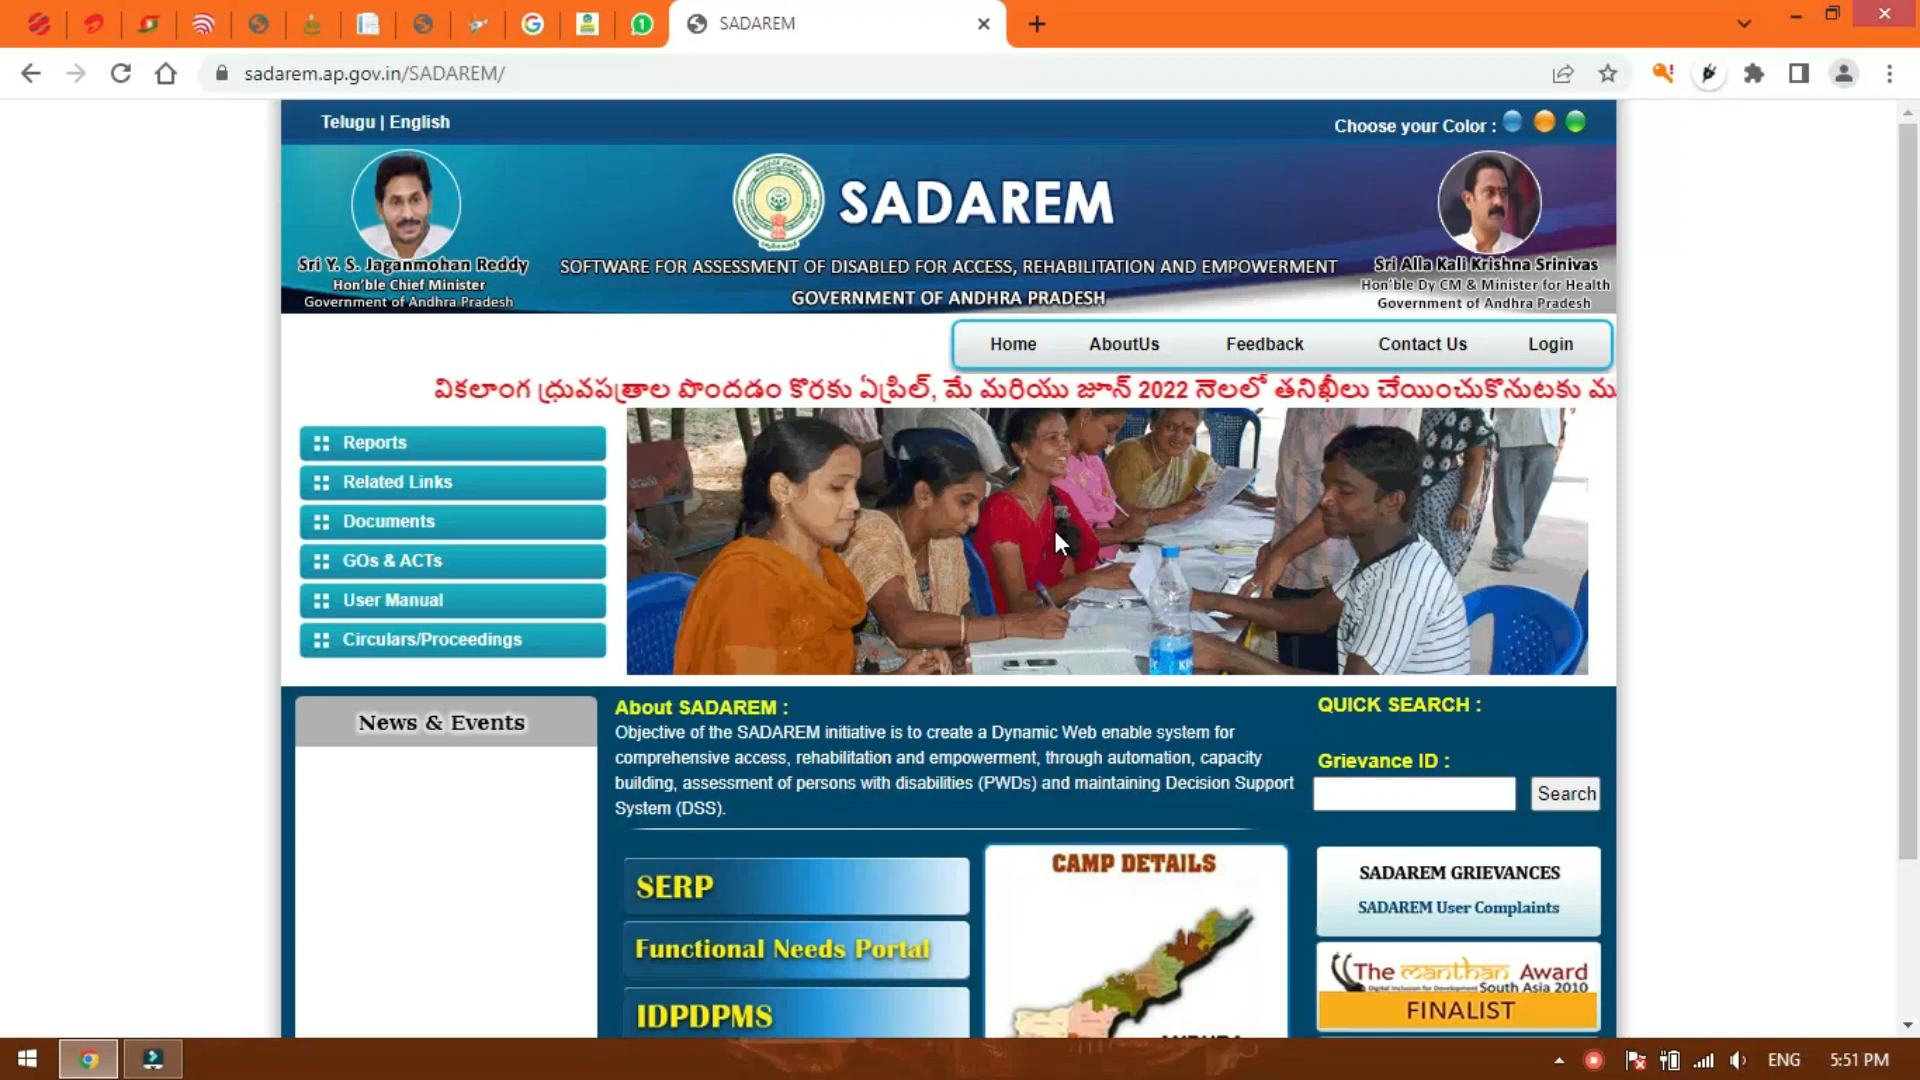 SADAREM
sadarem.ap.gov.in/SADAREM/
Telugu | English
Choose your Color :
SADAREM
SOFTWARE FOR ASSESSMENT OF DISABLED FOR ACCESS, REHABILITATION AND EMPOWERMENT
GOVERNMENT OF ANDHRA PRADESH
Sri Y. S. Jaganmohan Reddy
Hon'ble Chief Minister
Government of Andhra Pradesh
Sri Alla Kali Krishna Srinivas
Hon'ble Dy CM & Minister for Health
Government of Andhra Pradesh
Home AboutUs Feedback Contact Us Login
వికలాంగ ధ్రువపత్రాల పొందడం కొరకు ఏప్రిల్, మే మరియు జూన్ 2022 నెలలో తనిఖీలు చేయించుకొనుటకు ము
Reports
Related Links
Documents
GOs & ACTs
User Manual
Circulars/Proceedings
News & Events
About SADAREM :
Objective of the SADAREM initiative is to create a Dynamic Web enable system for
comprehensive access, rehabilitation and empowerment, through automation, capacity
building, assessment of persons with disabilities (PWDs) and maintaining Decision Support
System (DSS).
SERP
Functional Needs Portal
IDPDPMS
CAMP DETAILS
QUICK SEARCH :
Grievance ID :
Search
SADAREM GRIEVANCES
SADAREM User Complaints
The manthan Award
Digital Inclusion for Development South Asia 2010
FINALIST
ENG 5:51 PM